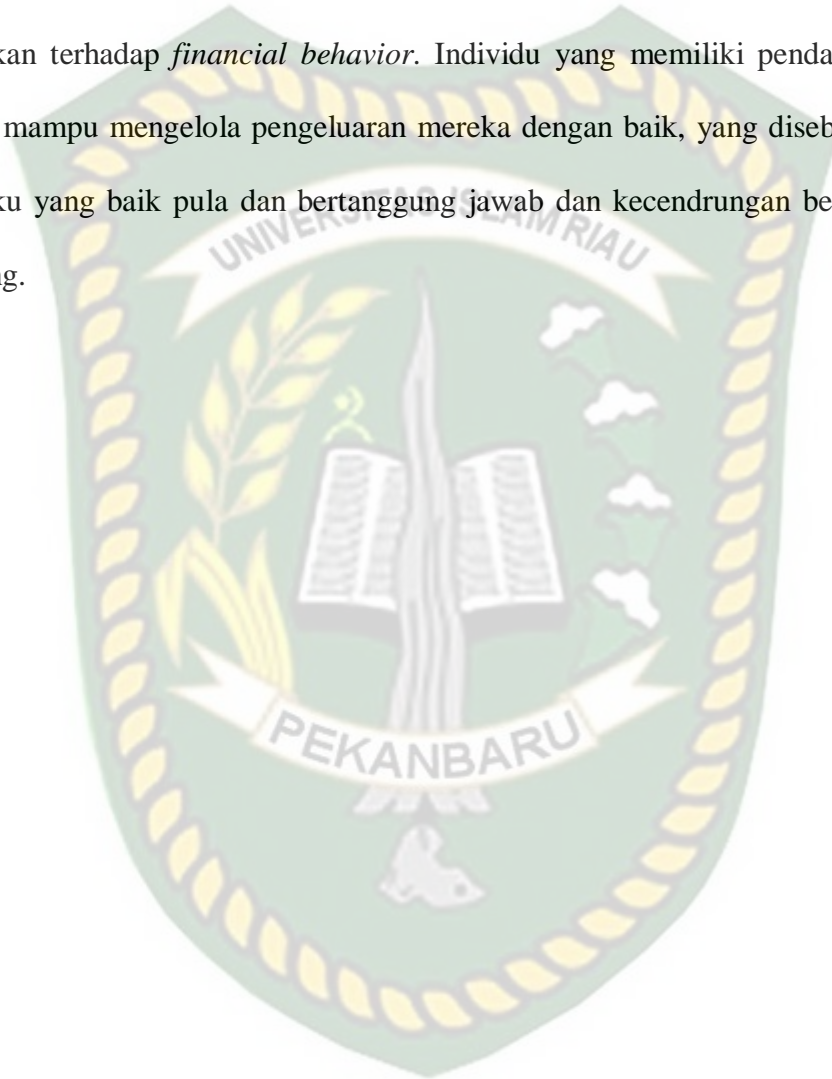 kan terhadap financial behavior. Individu yang memiliki penda
mampu mengelola pengeluaran mereka dengan baik, yang diseb
ku yang baik pula dan bertanggung jawab dan kecendrungan be
g.
UNIVERSITAS ISLAM RIAU
PEKANBARU